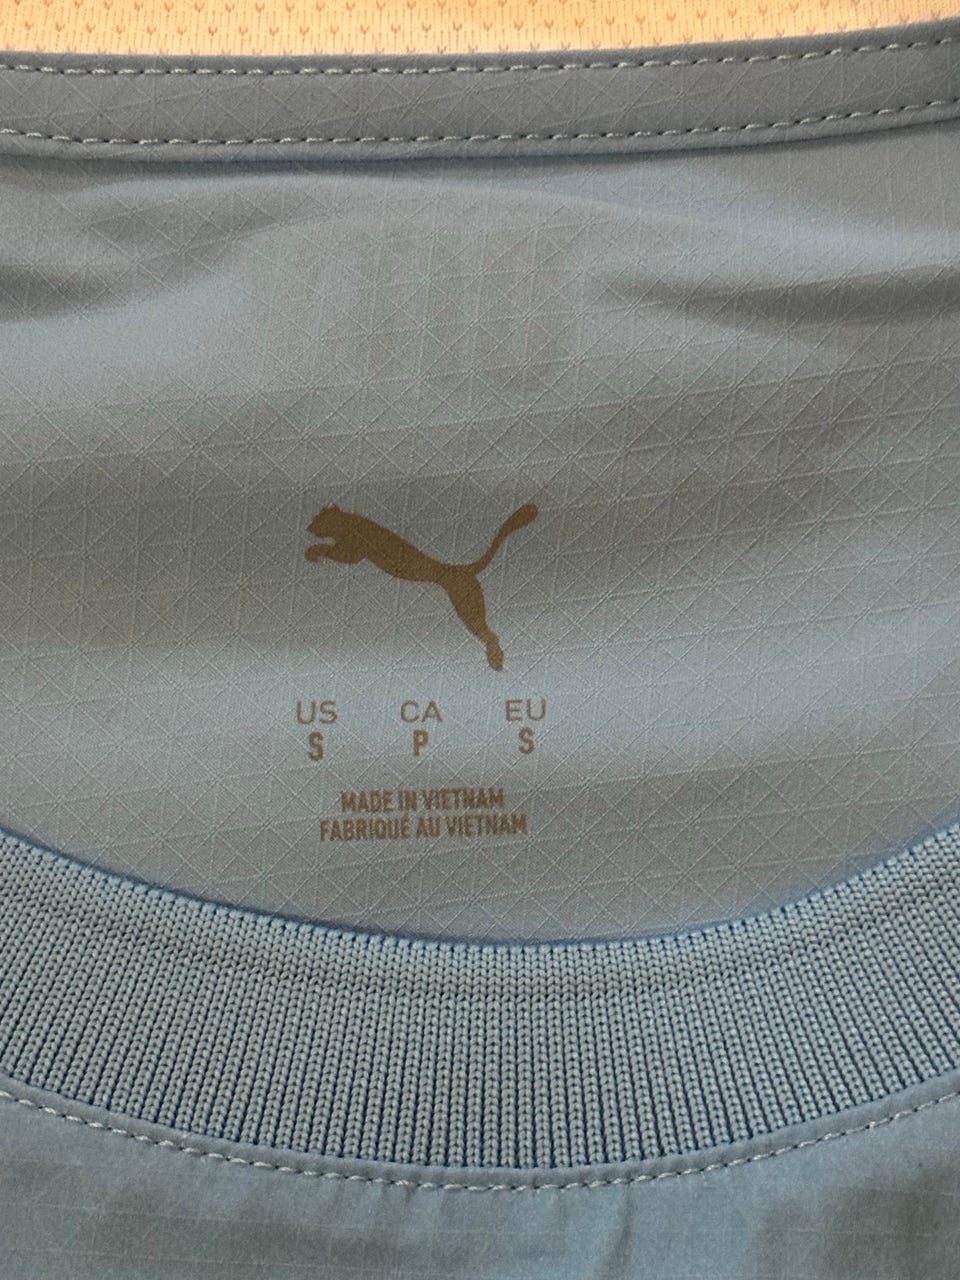 US CA EU
S P S
MADE IN VIETNAM
FABRIQUÉ AU VIETNAM